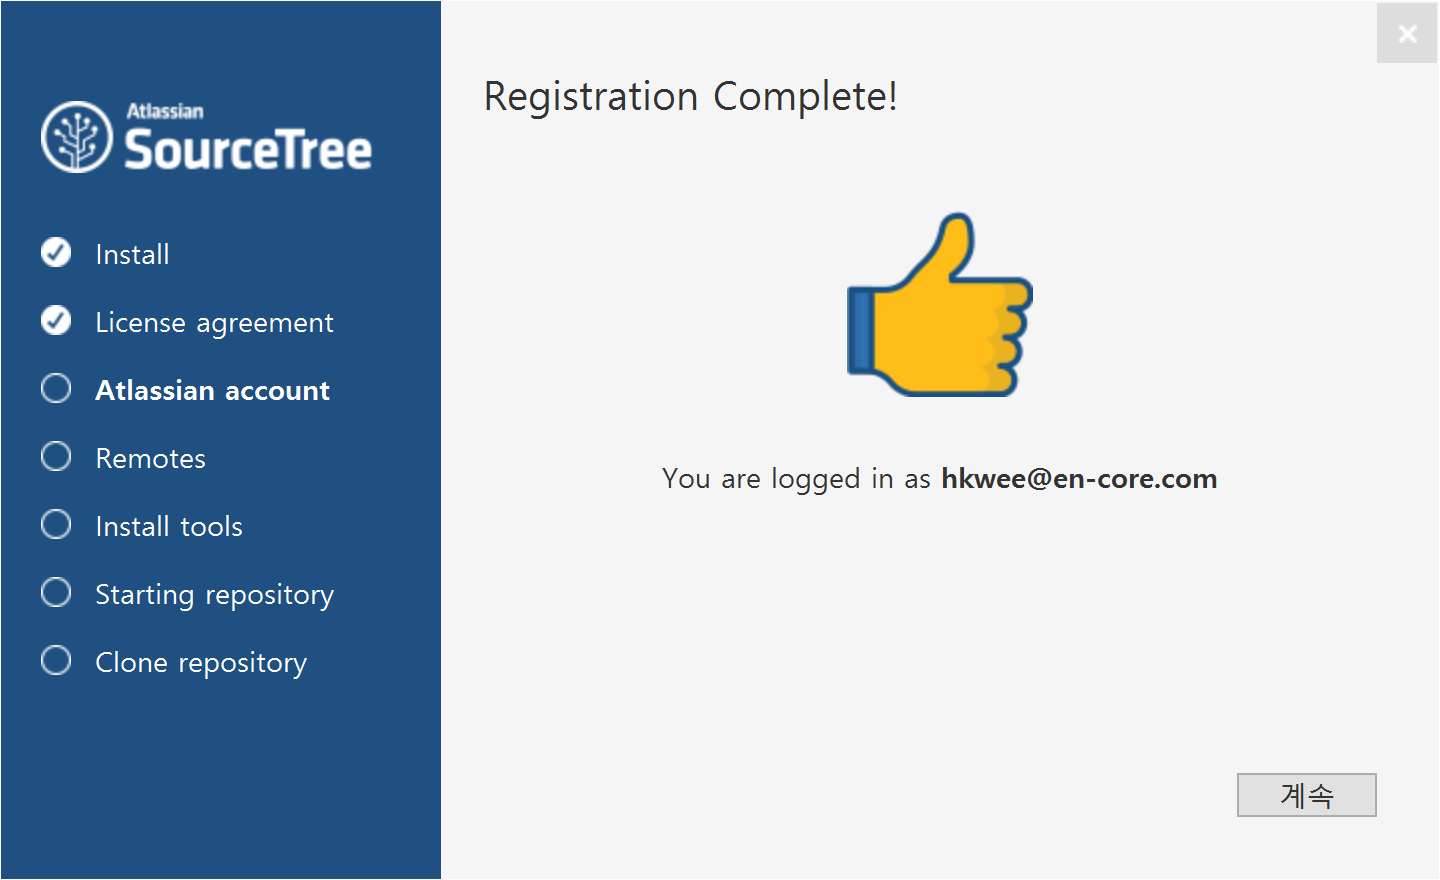 Atlassian
SourceTree
Install
License agreement
Atlassian account
Remotes
Install tools
Starting repository
Clone repository
Registration Complete!
You are logged in as hkwee@en-core.com
계속